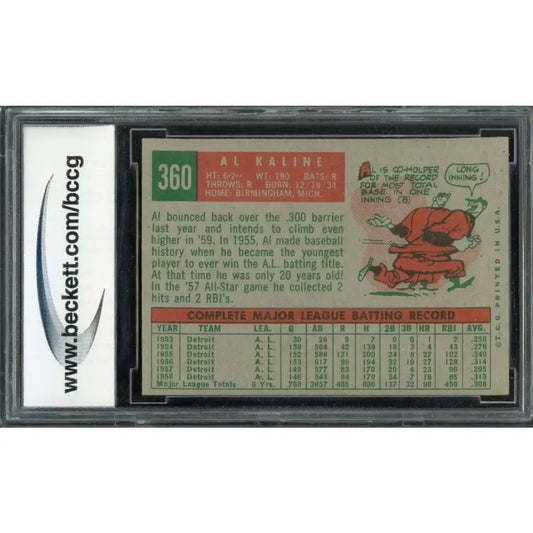 www.beckett.com/bccg
360
AL KALINE
HT: 6/2" WT: 180 BATS: R
THROWS: R BORN: 12/19/34
HOME: BIRMINGHAM, MICH.
Al bounced back over the .300 barrier
last year and intends to climb even
higher in '59. In 1955, Al made baseball
history when he became the youngest
player to ever win the A.L. batting title.
At that time he was only 20 years old!
In the '57 All-Star game he collected 2
hits and 2 RBI's.
AL IS CO-HOLDER
OF THE RECORD
FOR MOST TOTAL
BASE IN ONE
INNING (8)
LONG
INNING!
COMPLETE MAJOR LEAGUE BATTING RECORD
YEAR TEAM LEA. G AB R H 2B 3B HR RBI AVG.
1953 Detroit A. L. 30 28 9 7 0 0 1 2 .250
1954 Detroit A. L. 138 504 42 139 18 3 4 43 .276
1955 Detroit A. L. 152 588 121 200 24 8 27 102 .340
1956 Detroit A. L. 153 617 96 194 32 10 27 128 .314
1957 Detroit A. L. 149 577 83 170 29 4 23 90 .295
1958 Detroit A. L. 146 543 84 170 34 7 16 85 .313
Major League Totals 6 Yrs. 768 2857 435 880 137 32 98 450 .308
© T. C. G. PRINTED IN U.S.A.